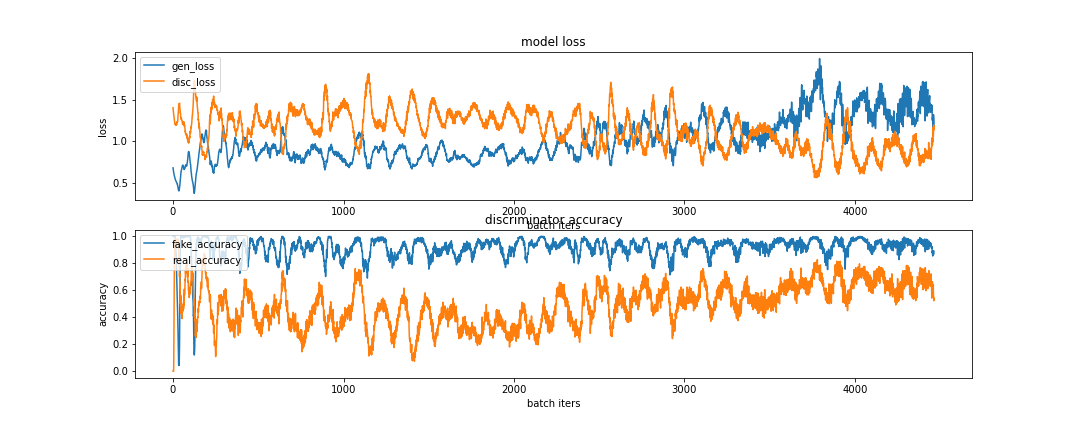 model loss
2.0
1.5
1.0
0.5
loss
gen_loss
disc_loss
0 1000 2000 3000 4000
batch iters
discriminator accuracy
1.0
0.8
0.6
0.4
0.2
0.0
accuracy
fake_accuracy
real_accuracy
0 1000 2000 3000 4000
batch iters